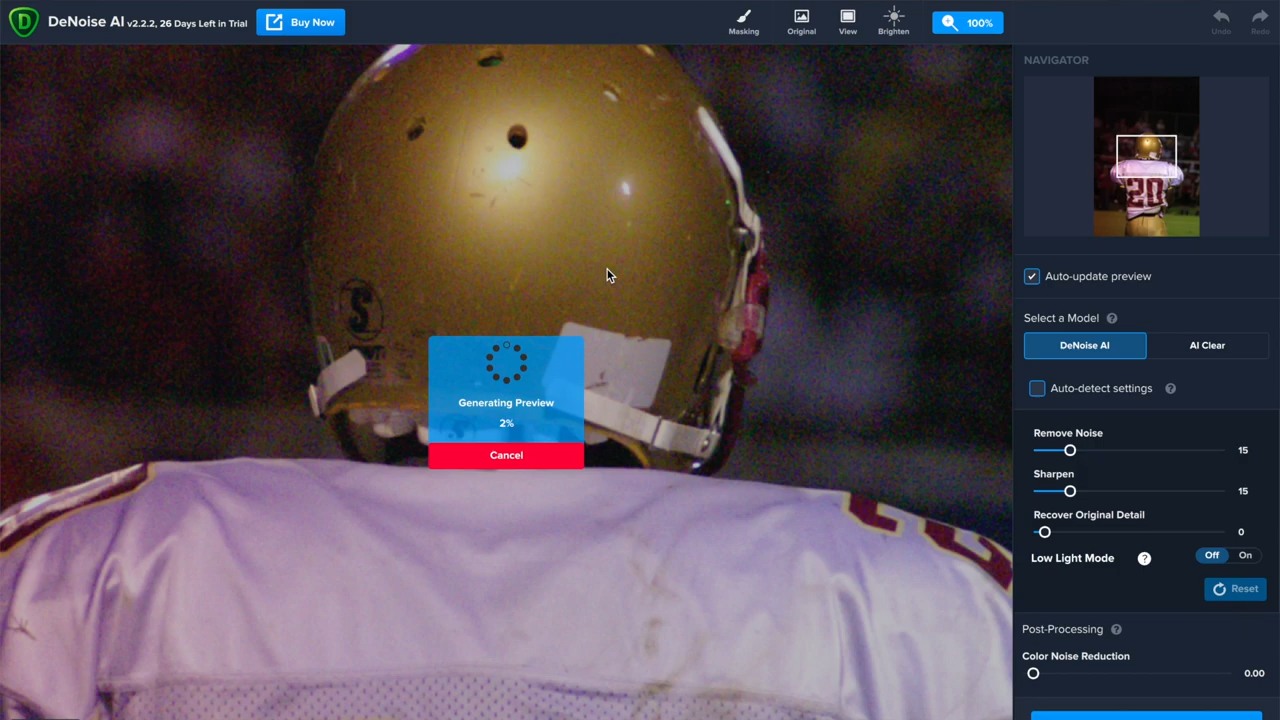 DeNoise AI v2.2.2, 26 Days Left in Trial
Buy Now
Masking
Original
View
Brighten
100%
Undo
Redo
NAVIGATOR
20
Auto-update preview
Select a Model
DeNoise AI
AI Clear
Auto-detect settings
Remove Noise
15
Sharpen
15
Recover Original Detail
0
Low Light Mode
Off
On
Reset
Post-Processing
Color Noise Reduction
0.00
S
Generating Preview
2%
Cancel